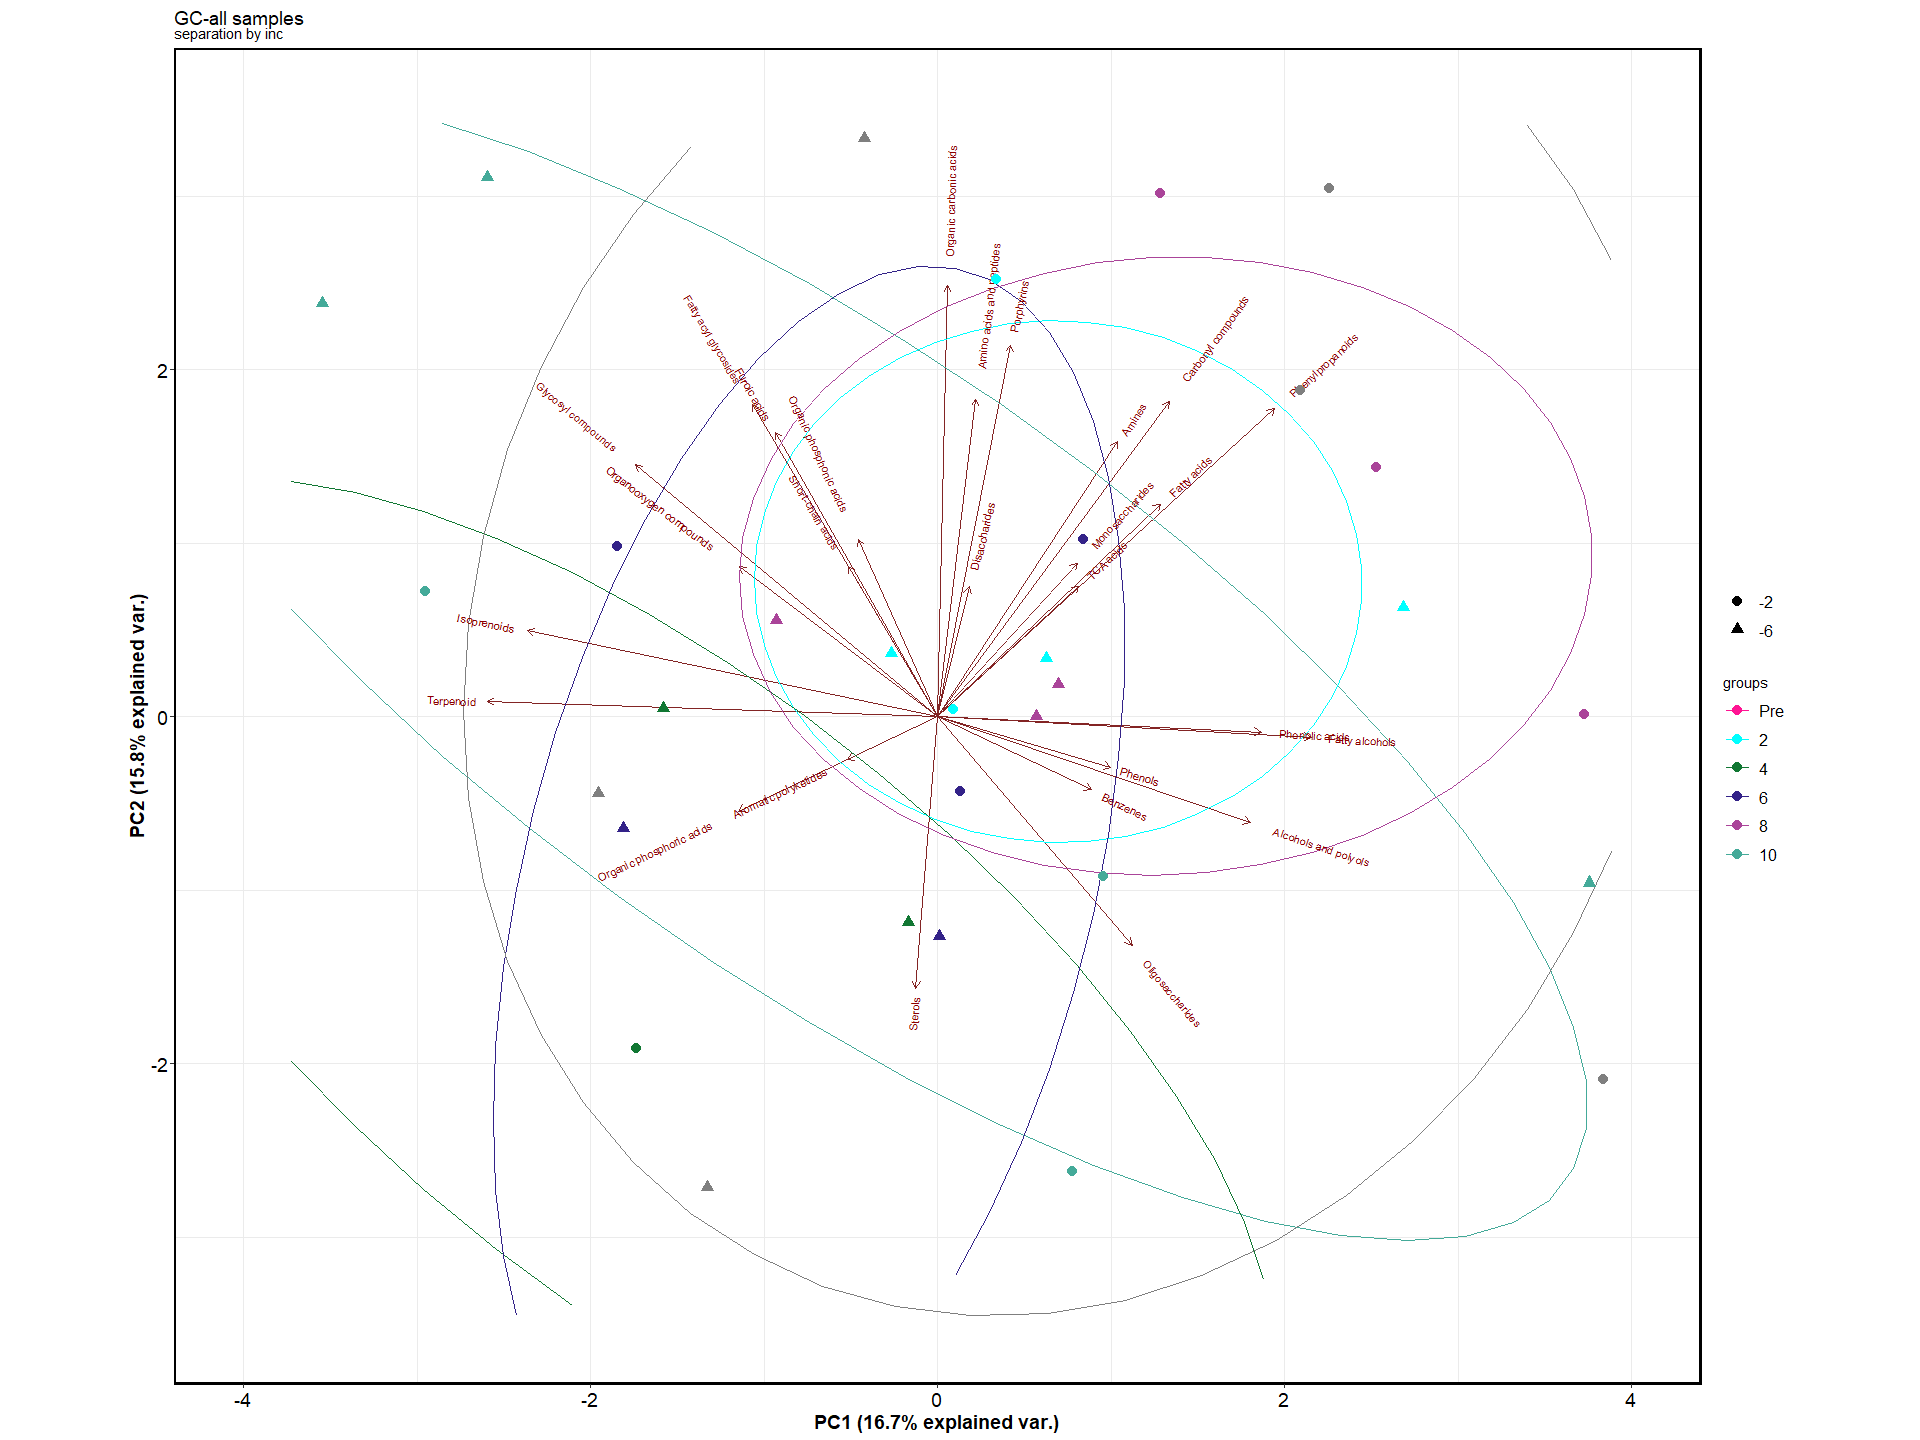 GC-all samples
separation by inc
Organic carbonic acids
Amino acids and peptides
Porphyrins
Fatty acyl glycosides
Furoic acids
Organic phosphonic acids
Short-chain acids
Glycosyl compounds
Organooxygen compounds
Carbonyl compounds
Phenylpropanoids
Amines
Fatty acids
Monosaccharides
TCA acids
Disaccharides
Isoprenoids
Terpenoid
Phenolic acids
Fatty alcohols
Phenols
Benzenes
Alcohols and polyols
Aromatic polyketides
Organic phosphoric acids
Oligosaccharides
Sterols
PC2 (15.8% explained var.)
2
0
-2
-4
-2
0
2
4
PC1 (16.7% explained var.)
-2
-6
groups
Pre
2
4
6
8
10